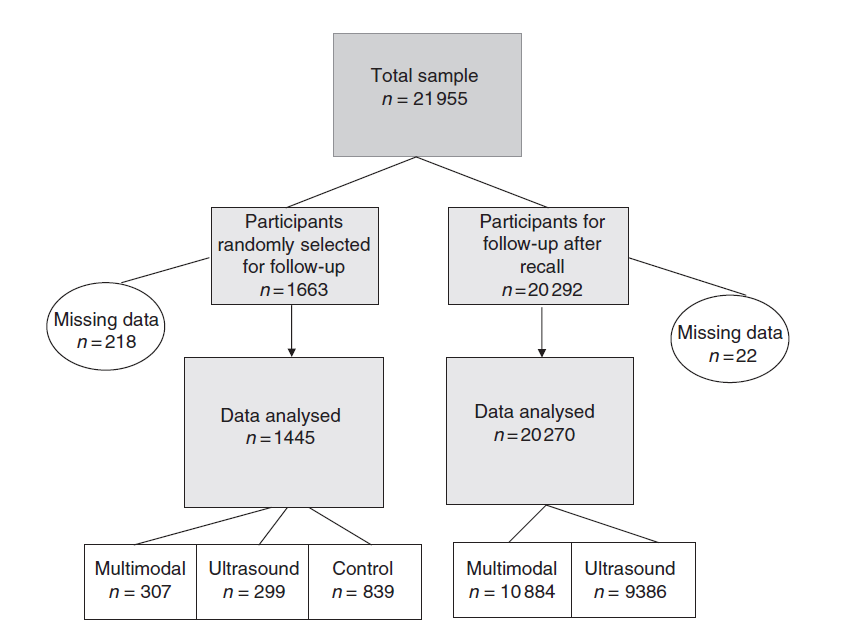 Total sample
n = 21 955
Participants
randomly selected
for follow-up
n = 1663
Participants for
follow-up after
recall
n = 20 292
Missing data
n = 218
Missing data
n = 22
Data analysed
n = 1445
Data analysed
n = 20 270
Multimodal
n = 307
Ultrasound
n = 299
Control
n = 839
Multimodal
n = 10 884
Ultrasound
n = 9386